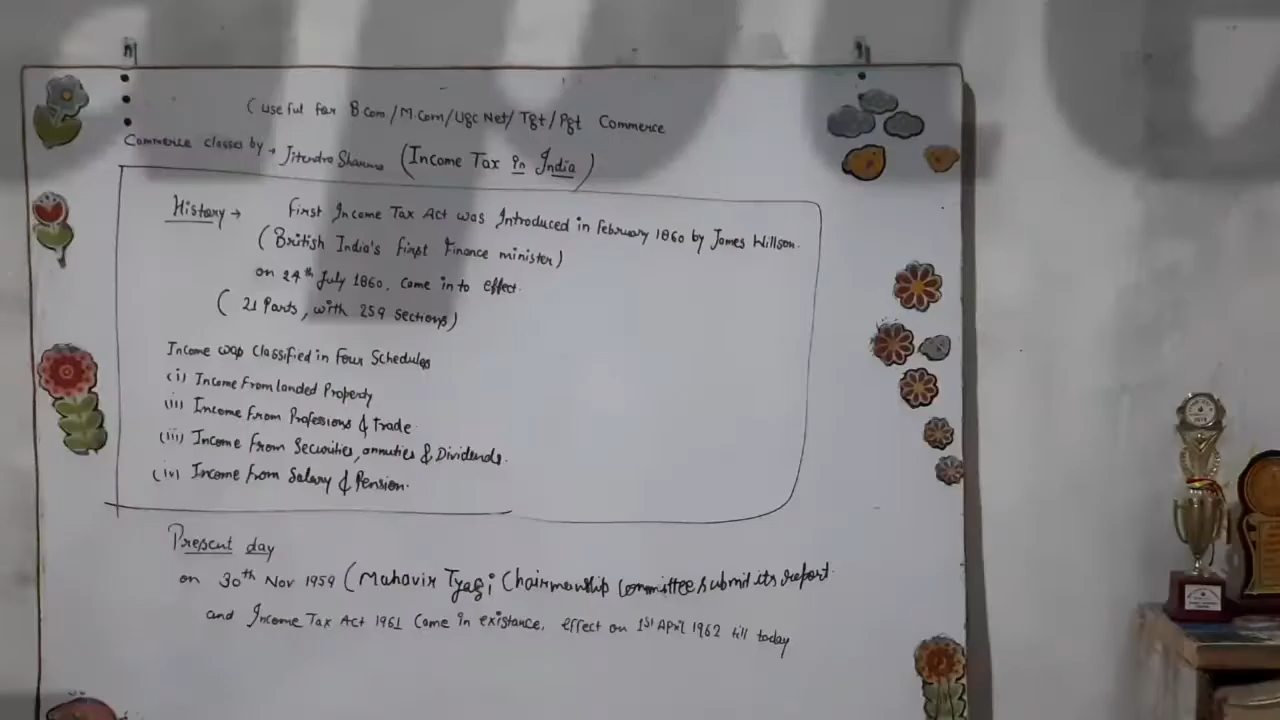 (useful for B.Com/M.Com/Ugc Net/Tgt/Pgt Commerce
Commerce classes by → Jitendra Sharma (Income Tax in India)
History → First Income Tax Act was Introduced in February 1860 by James Willson.
(British India's first Finance minister)
on 24th July 1860, Come in to effect.
(21 Parts, with 259 Sections)
Income was Classified in Four Schedules
(i) Income From landed Property
(ii) Income from Professions & trade
(iii) Income from Securities, annuties & Dividends.
(iv) Income from Salary & Pension.
Present day
on 30th Nov 1959 (Mahavir Tyagi Chairmanship Committee submit its report
and Income Tax Act 1961 Come in existance, effect on 1st April 1962 till today